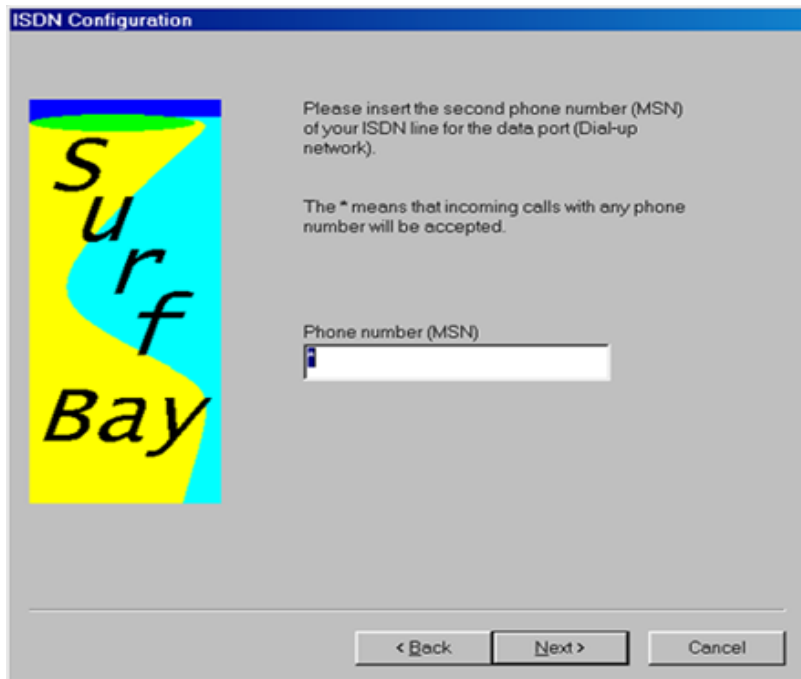 ISDN Configuration
Surf
Bay
Please insert the second phone number (MSN)
of your ISDN line for the data port (Dial-up
network).
The * means that incoming calls with any phone
number will be accepted.
Phone number (MSN)
*
< Back
Next >
Cancel